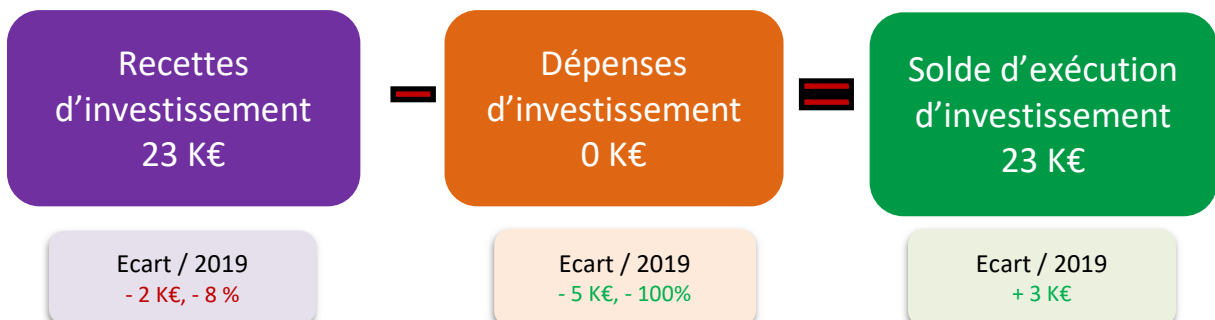 Recettes
d’investissement
23 K€
Dépenses
d’investissement
0 K€
Solde d’exécution
d’investissement
23 K€
Ecart / 2019
- 2 K€, - 8 %
Ecart / 2019
- 5 K€, - 100%
Ecart / 2019
+ 3 K€